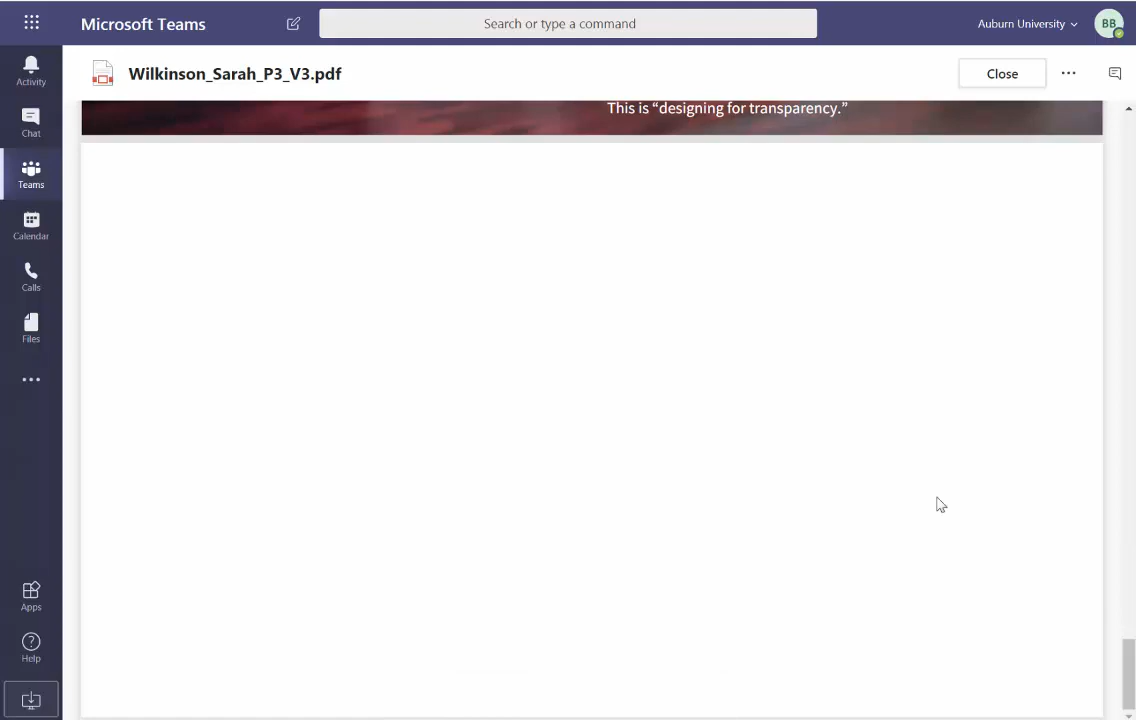 Microsoft Teams
Search or type a command
Auburn University
BB
Activity
Chat
Teams
Calendar
Calls
Files
Apps
Help
Wilkinson_Sarah_P3_V3.pdf
Close
This is “designing for transparency.”